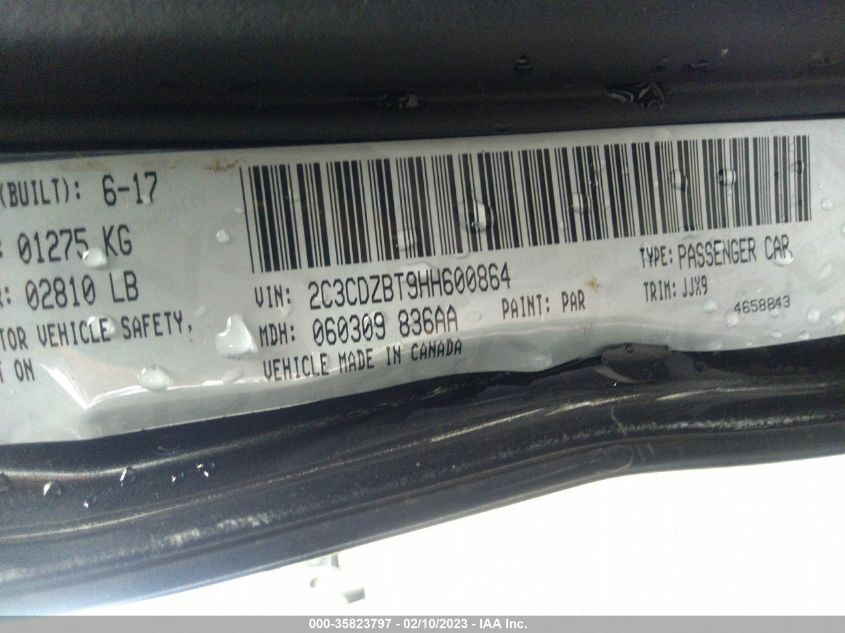 (BUILT): 6-17
: 01275 KG
R: 02810 LB
TOR VEHICLE SAFETY,
T ON
VIN: 2C3CDZBT9HH600864
TYPE: PASSENGER CAR
MDH: 060309 836AA
PAINT: PAR
TRIM: JJX9
4658843
VEHICLE MADE IN CANADA
000-35823797 - 02/10/2023 - IAA Inc.